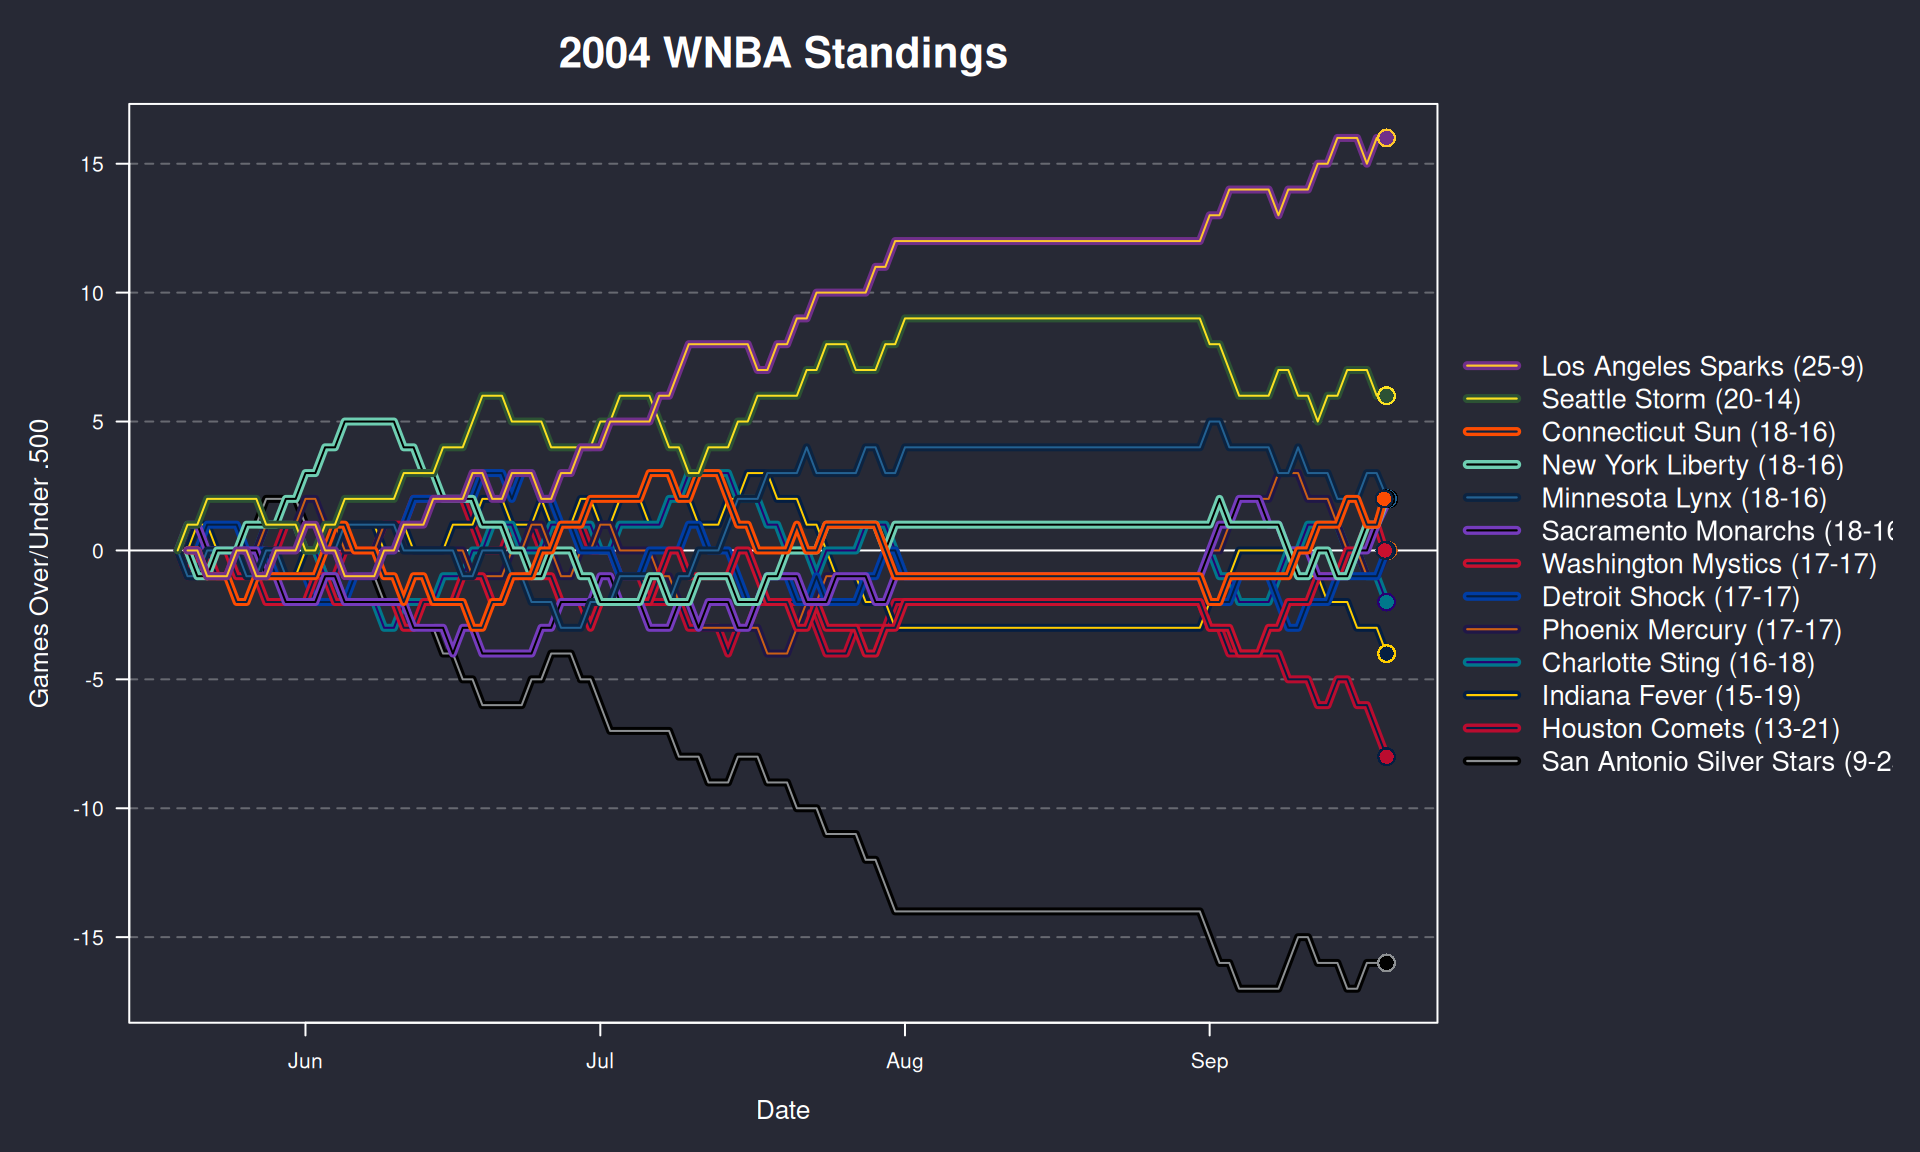 2004 WNBA Standings
Games Over/Under .500
15
10
5
0
-5
-10
-15
Jun
Jul
Aug
Sep
Date
Los Angeles Sparks (25-9)
Seattle Storm (20-14)
Connecticut Sun (18-16)
New York Liberty (18-16)
Minnesota Lynx (18-16)
Sacramento Monarchs (18-16
Washington Mystics (17-17)
Detroit Shock (17-17)
Phoenix Mercury (17-17)
Charlotte Sting (16-18)
Indiana Fever (15-19)
Houston Comets (13-21)
San Antonio Silver Stars (9-2